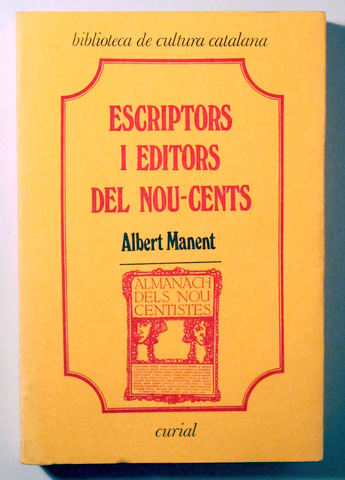 biblioteca de cultura catalana
ESCRIPTORS
I EDITORS
DEL NOU-CENTS
Albert Manent
ALMANACH
DELS NOU
CENTISTES
curial